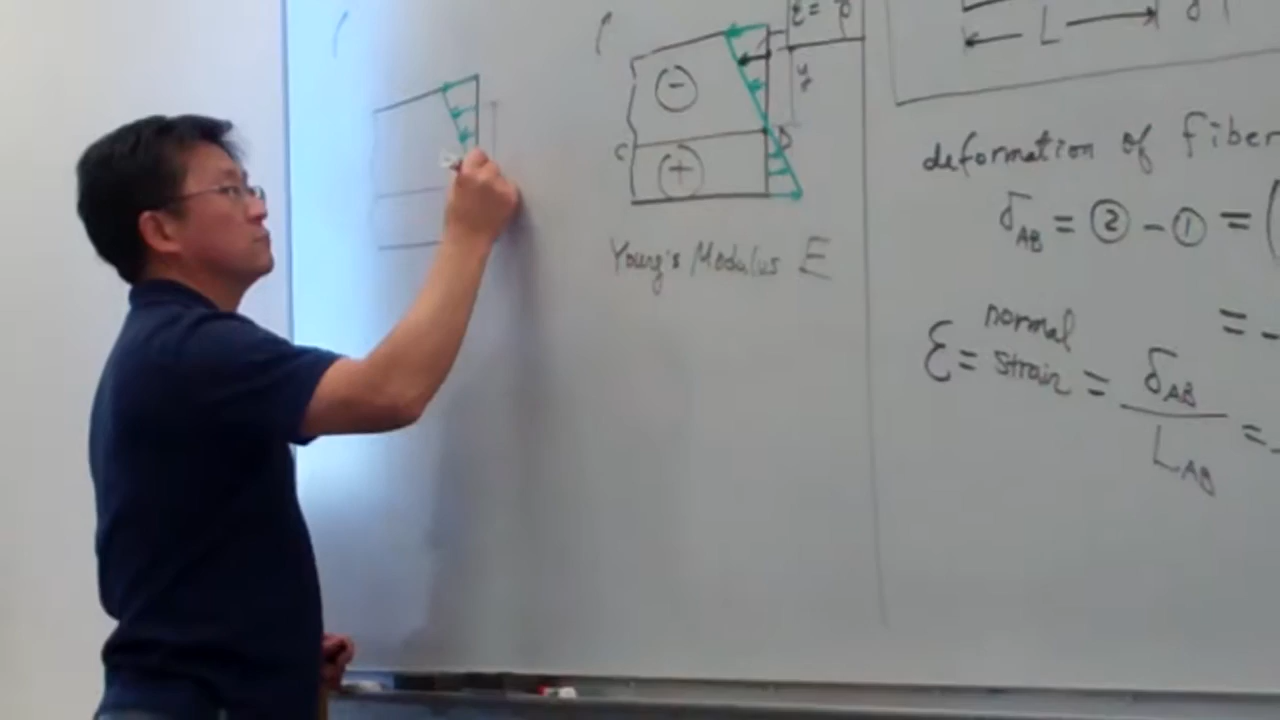 ε = ρ
L
y
−
C
D
+
Young's Modulus E
deformation of fiber
δAB = ② − ① = (
= -
ε = normal strain = δAB / LAB =